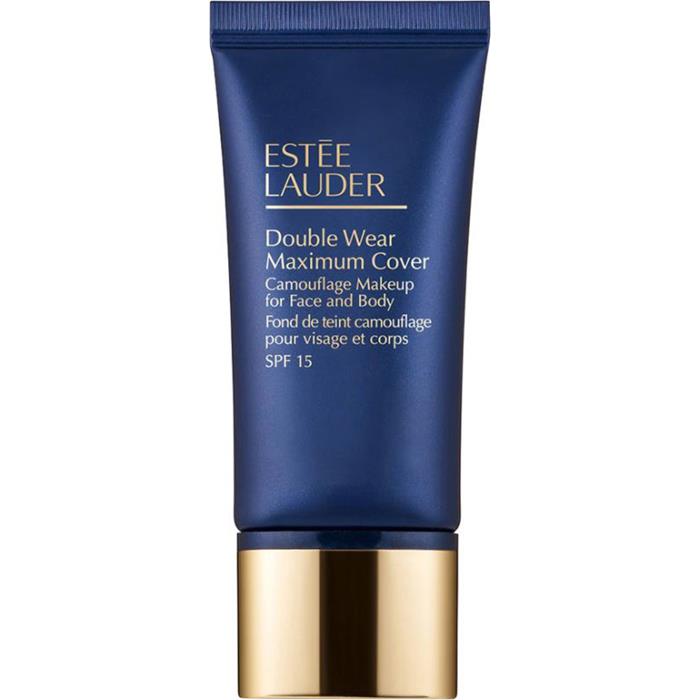 ESTĒE
LAUDER
Double Wear
Maximum Cover
Camouflage Makeup
for Face and Body
Fond de teint camouflage
pour visage et corps
SPF 15